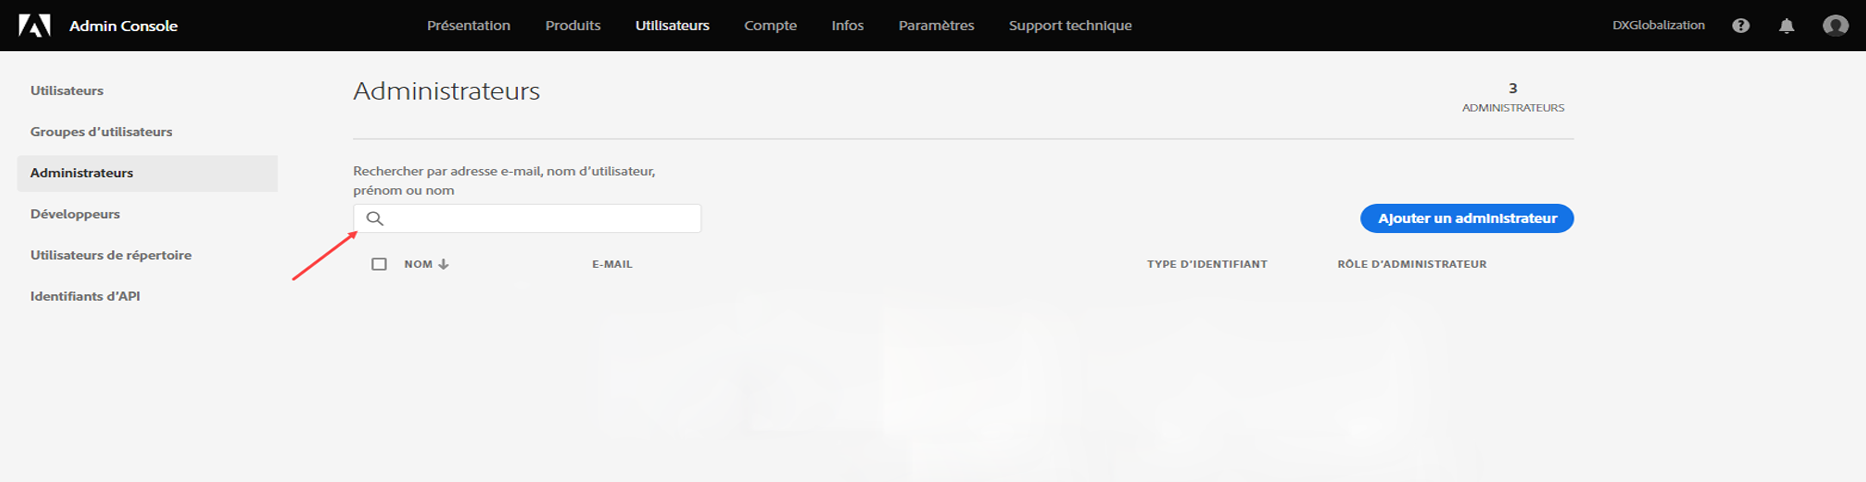 Admin Console
Présentation
Produits
Utilisateurs
Compte
Infos
Paramètres
Support technique
DXGlobalization
Utilisateurs
Groupes d’utilisateurs
Administrateurs
Développeurs
Utilisateurs de répertoire
Identifiants d’API
Administrateurs
3
ADMINISTRATEURS
Rechercher par adresse e-mail, nom d’utilisateur,
prénom ou nom
Ajouter un administrateur
NOM
E-MAIL
TYPE D’IDENTIFIANT
RÔLE D’ADMINISTRATEUR